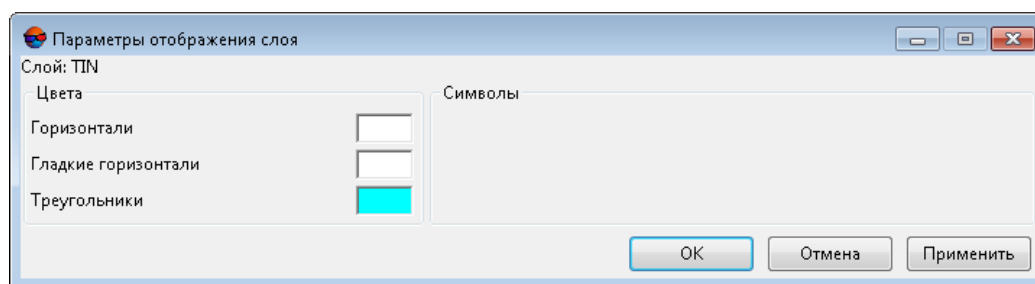 Параметры отображения слоя
Слой: TIN
Цвета
Символы
Горизонтали
Гладкие горизонтали
Треугольники
OK
Отмена
Применить